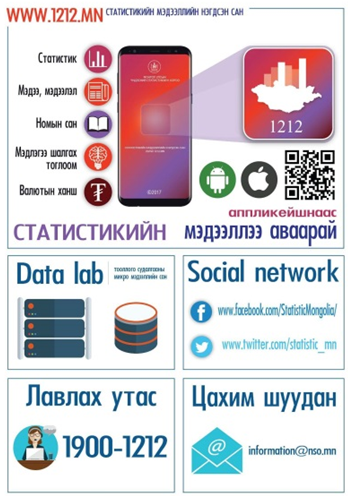 WWW.1212.MN СТАТИСТИКИЙН МЭДЭЭЛЛИЙН НЭГДСЭН САН
Статистик
Мэдээ, мэдээлэл
Номын сан
Мэдлэгээ шалгах
тоглоом
Валютын ханш
©2017
1212
аппликейшнаас
СТАТИСТИКИЙН мэдээллээ аваарай
Data lab
тооллого судалгааны
микро мэдээллийн сан
Social network
www.facebook.com/StatisticMongolia/
www.twitter.com/statistic_mn
Лавлах утас
1900-1212
Цахим шуудан
information@nso.mn